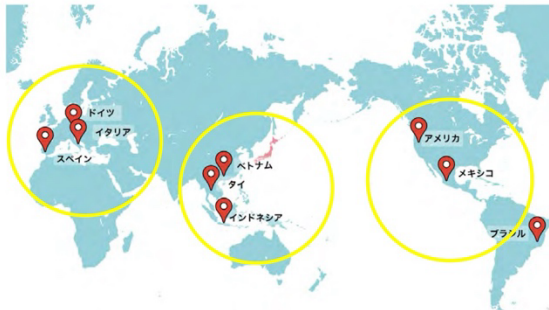 ドイツ
イタリア
スペイン
ベトナム
タイ
インドネシア
アメリカ
メキシコ
ブラジル